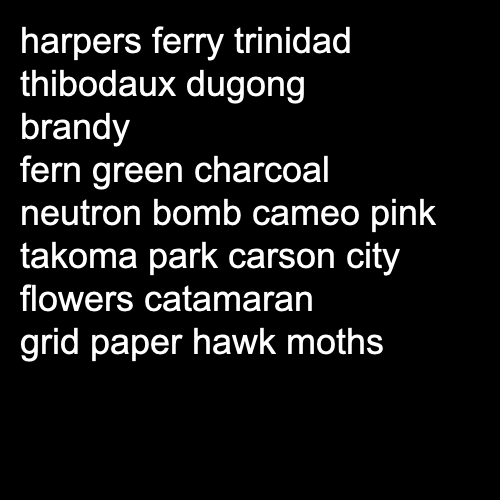 harpers ferry trinidad
thibodaux dugong
brandy
fern green charcoal
neutron bomb cameo pink
takoma park carson city
flowers catamaran
grid paper hawk moths